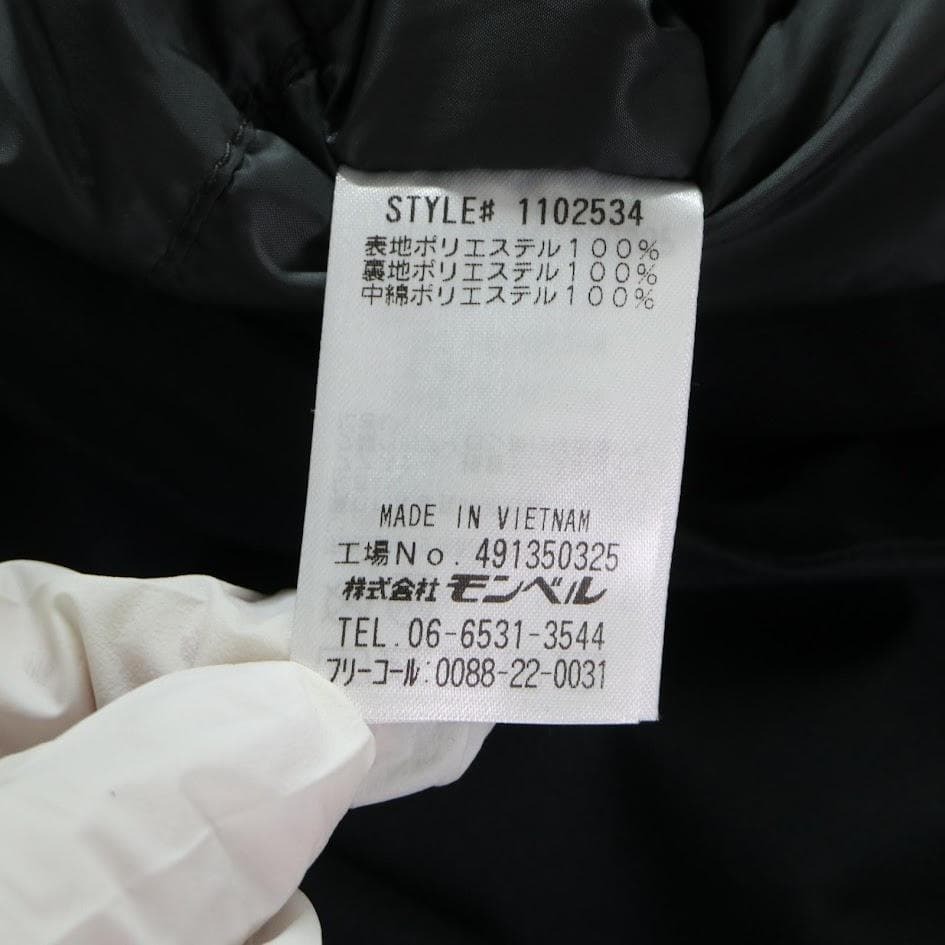 STYLE# 1102534
表地ポリエステル１００％
裏地ポリエステル１００％
中綿ポリエステル１００％
MADE IN VIETNAM
工場No. 491350325
株式会社モンベル
TEL.06-6531-3544
フリーコール:0088-22-0031